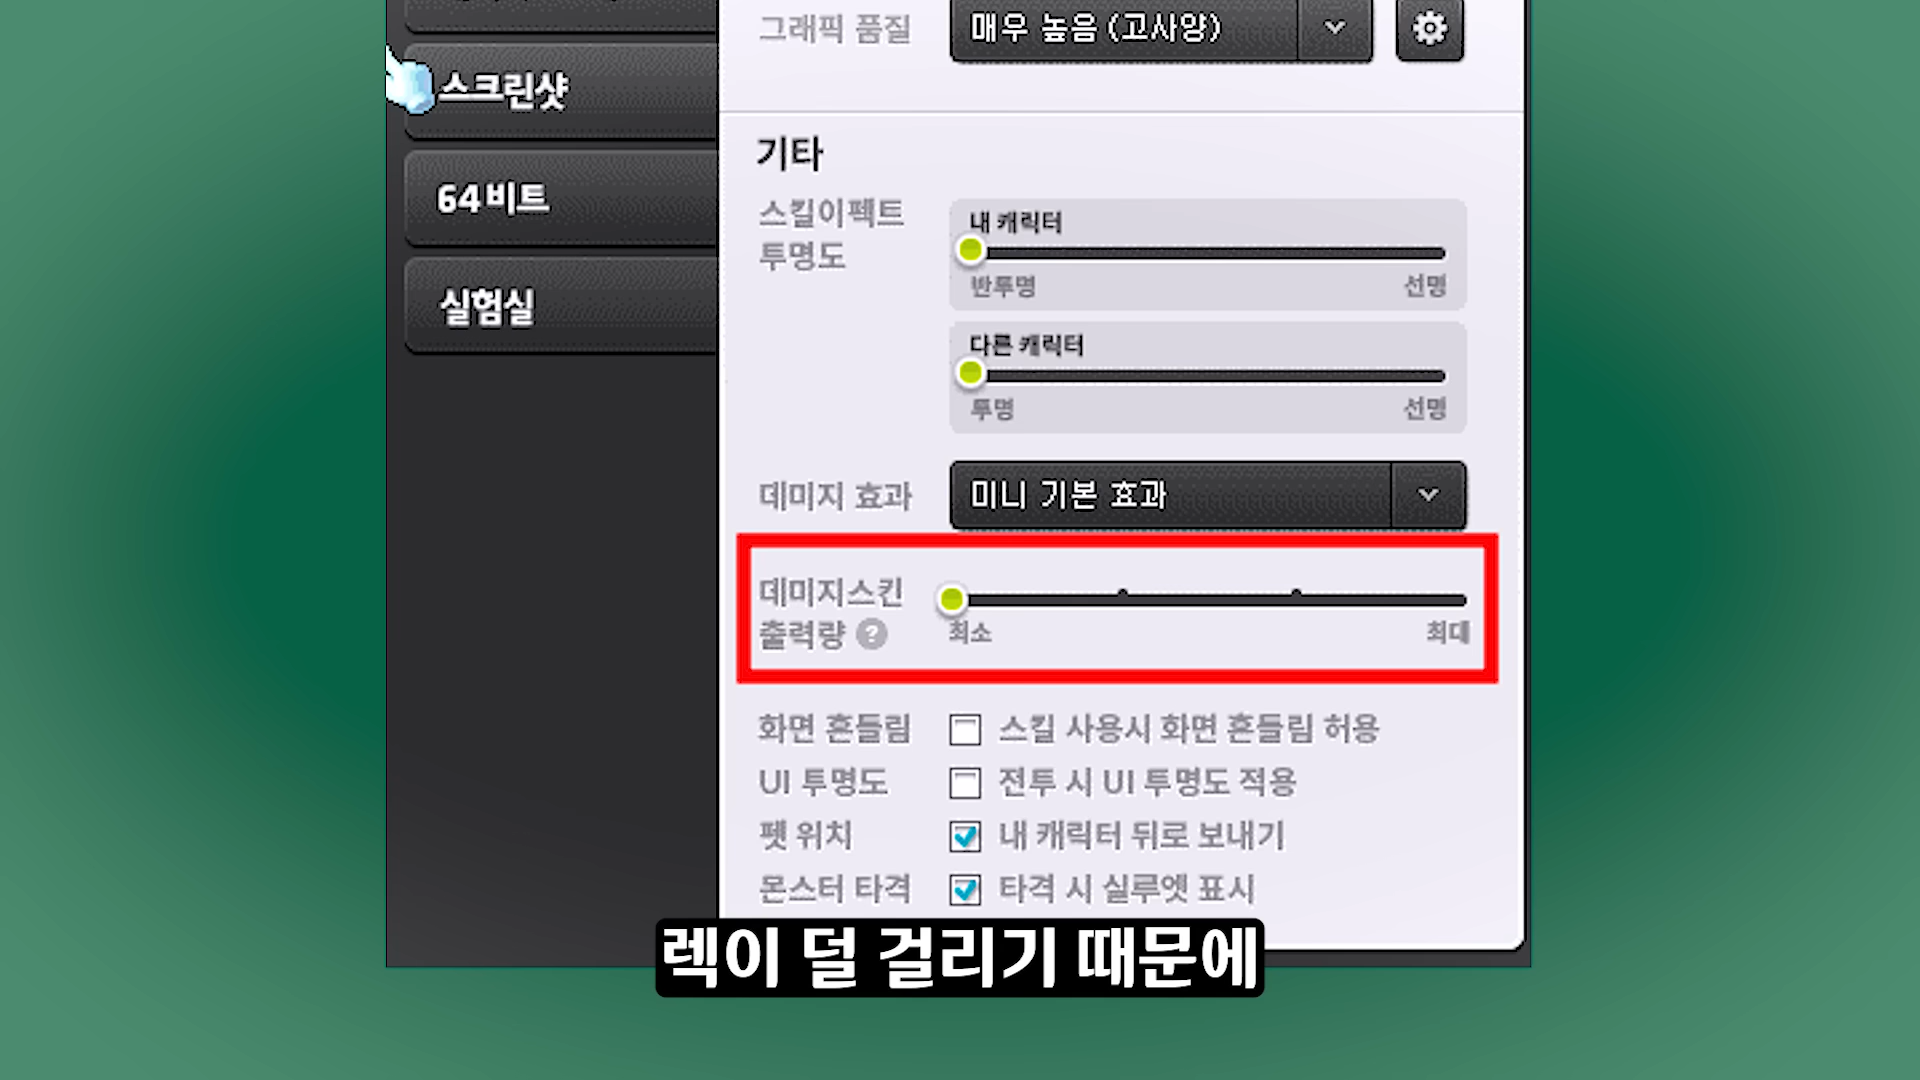 그래픽 품질 매우 높음 (고사양)
스크린샷
64비트
실험실
기타
스킬이펙트
투명도
내 캐릭터
반투명 선명
다른 캐릭터
투명 선명
데미지 효과 미니 기본 효과
데미지스킨
출력량 ?
최소 최대
화면 흔들림 스킬 사용시 화면 흔들림 허용
UI 투명도 전투 시 UI 투명도 적용
펫 위치 내 캐릭터 뒤로 보내기
몬스터 타격 타격 시 실루엣 표시
렉이 덜 걸리기 때문에